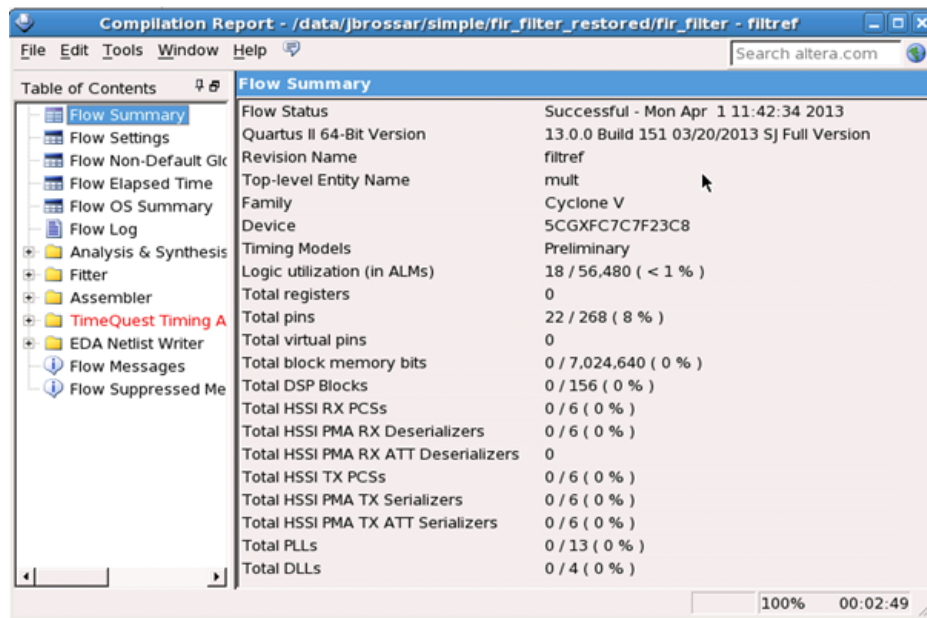 Compilation Report - /data/jbrossar/simple/fir_filter_restored/fir_filter - filtref
File Edit Tools Window Help
Search altera.com
Table of Contents
Flow Summary
Flow Settings
Flow Non-Default Glo
Flow Elapsed Time
Flow OS Summary
Flow Log
Analysis & Synthesis
Fitter
Assembler
TimeQuest Timing A
EDA Netlist Writer
Flow Messages
Flow Suppressed Me
Flow Summary
Flow Status Successful - Mon Apr 1 11:42:34 2013
Quartus II 64-Bit Version 13.0.0 Build 151 03/20/2013 SJ Full Version
Revision Name filtref
Top-level Entity Name mult
Family Cyclone V
Device 5CGXFC7C7F23C8
Timing Models Preliminary
Logic utilization (in ALMs) 18 / 56,480 ( < 1 % )
Total registers 0
Total pins 22 / 268 ( 8 % )
Total virtual pins 0
Total block memory bits 0 / 7,024,640 ( 0 % )
Total DSP Blocks 0 / 156 ( 0 % )
Total HSSI RX PCSs 0 / 6 ( 0 % )
Total HSSI PMA RX Deserializers 0 / 6 ( 0 % )
Total HSSI PMA RX ATT Deserializers 0
Total HSSI TX PCSs 0 / 6 ( 0 % )
Total HSSI PMA TX Serializers 0 / 6 ( 0 % )
Total HSSI PMA TX ATT Serializers 0 / 6 ( 0 % )
Total PLLs 0 / 13 ( 0 % )
Total DLLs 0 / 4 ( 0 % )
100% 00:02:49